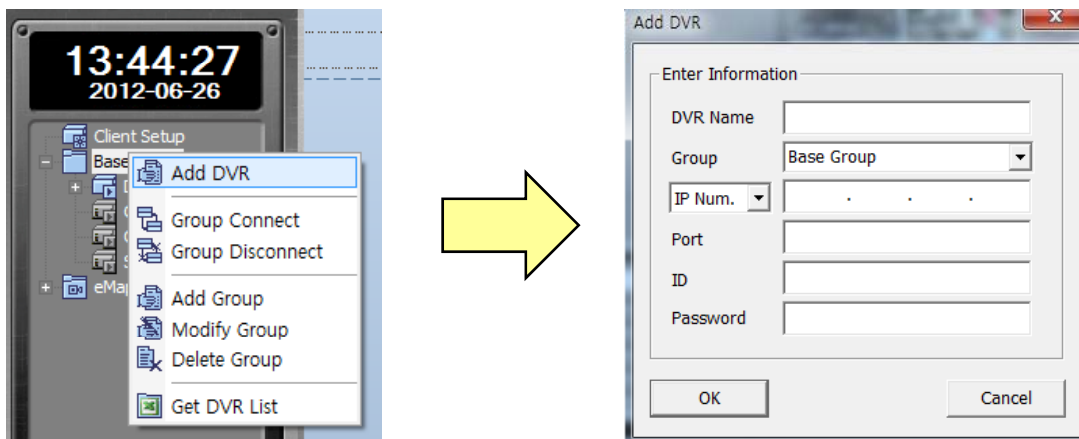 13:44:27
2012-06-26
Client Setup
Base
Add DVR
Group Connect
Group Disconnect
eMap
Add Group
Modify Group
Delete Group
Get DVR List
Add DVR
Enter Information
DVR Name
Group Base Group
IP Num. . . .
Port
ID
Password
OK Cancel